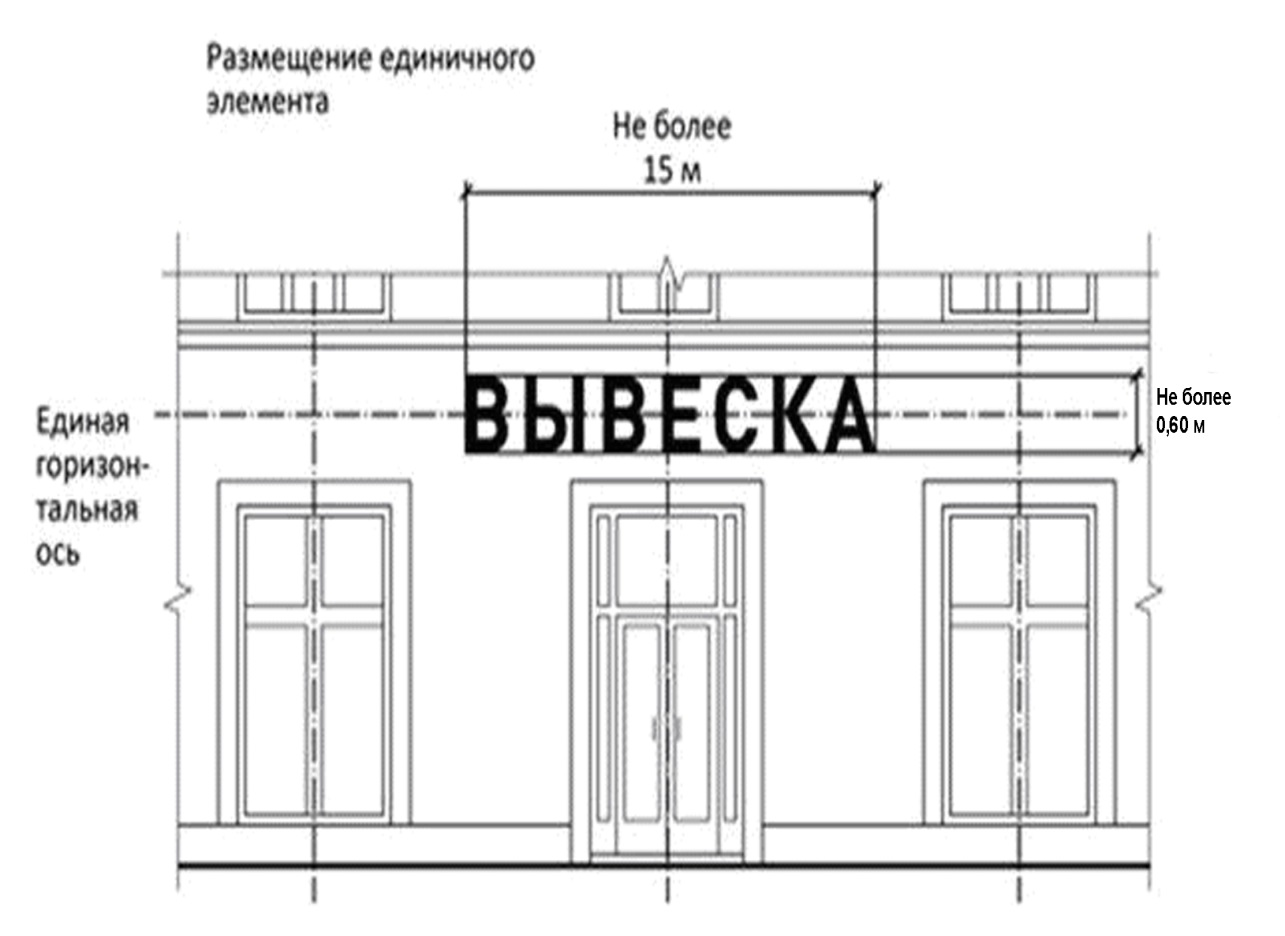 Размещение единичного
элемента
Не более
15 м
ВЫВЕСКА
Не более
0,60 м
Единая
горизон-
тальная
ось